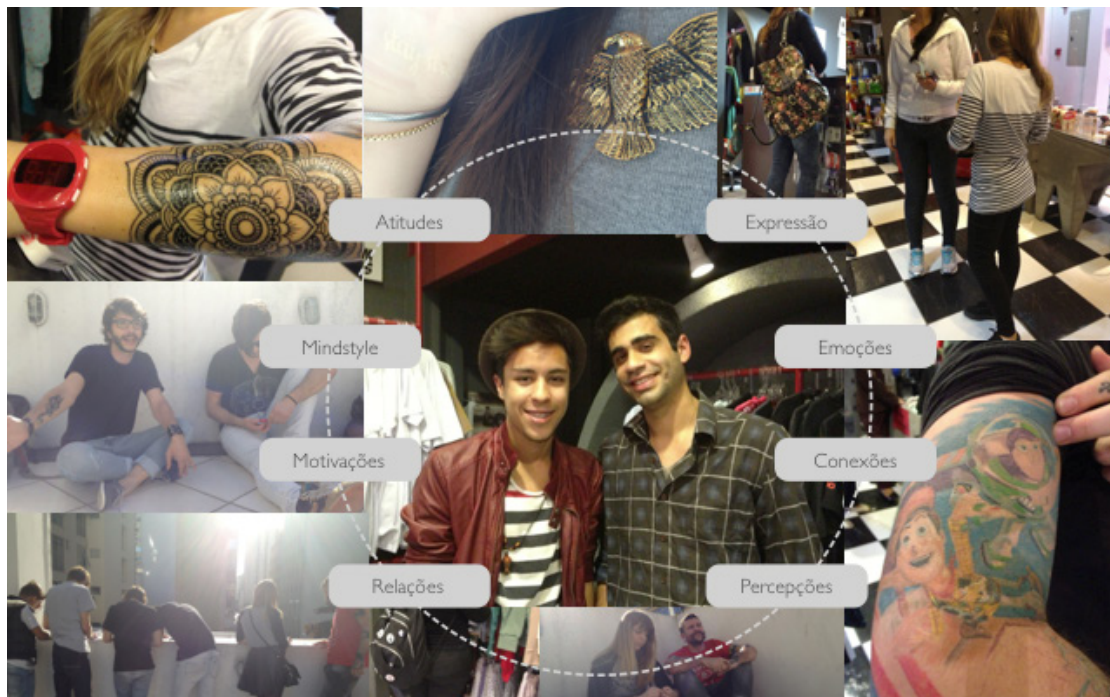 Atitudes
Expressão
Mindstyle
Emoções
Motivações
Conexões
Relações
Percepções